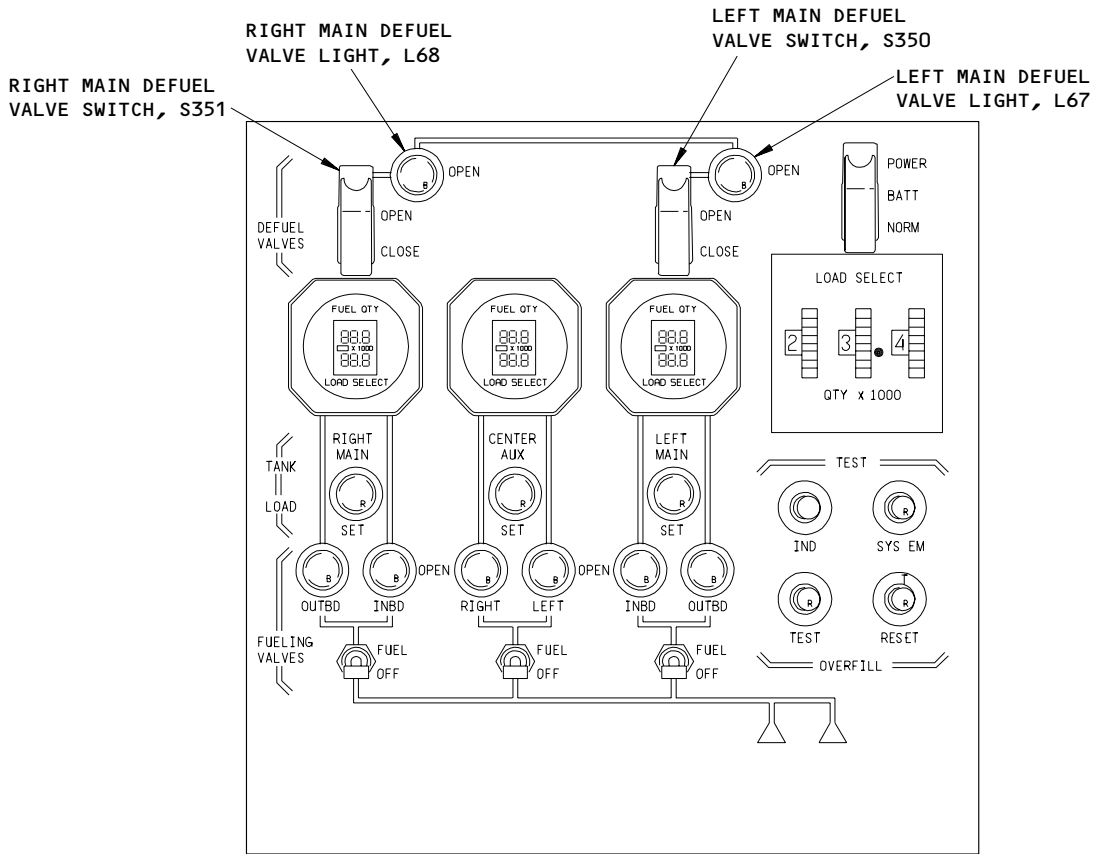 LEFT MAIN DEFUEL
VALVE SWITCH, S350
RIGHT MAIN DEFUEL
VALVE LIGHT, L68
LEFT MAIN DEFUEL
VALVE LIGHT, L67
RIGHT MAIN DEFUEL
VALVE SWITCH, S351
B OPEN
B OPEN
POWER
BATT
NORM
DEFUEL
VALVES
OPEN
CLOSE
OPEN
CLOSE
LOAD SELECT
2 3 4
QTY x 1000
FUEL QTY
88.8
x 1000
88.8
LOAD SELECT
FUEL QTY
88.8
x 1000
88.8
LOAD SELECT
FUEL QTY
88.8
x 1000
88.8
LOAD SELECT
TANK
LOAD
RIGHT
MAIN
R
SET
CENTER
AUX
R
SET
LEFT
MAIN
R
SET
TEST
IND
R
SYS EM
R
TEST
R
RESET
OVERFILL
FUELING
VALVES
B B OPEN B B OPEN B B
OUTBD INBD RIGHT LEFT INBD OUTBD
FUEL
OFF
FUEL
OFF
FUEL
OFF